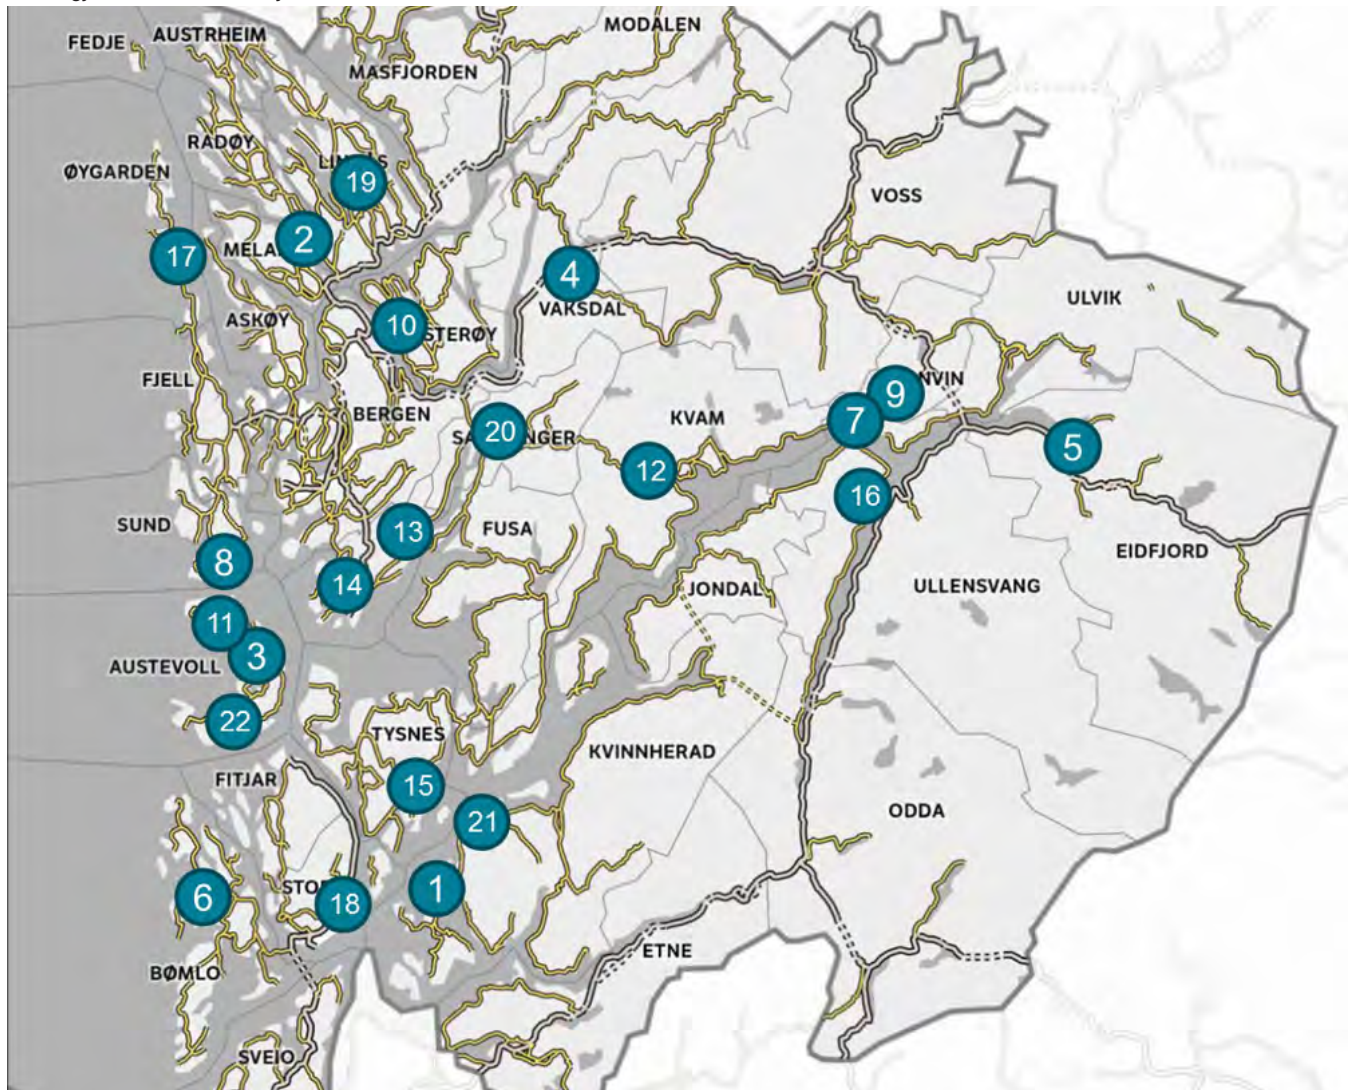 MODALEN
AUSTRHEIM
FEDJE
MASFJORDEN
RADØY
ØYGARDEN
19
VOSS
2
17
4
ULVIK
VAKSDAL
ASKØY
10
FJELL
9
BERGEN
KVAM
7
20
5
12
16
SUND
13
FUSA
EIDFJORD
8
14
JONDAL
ULLENSVANG
11
3
AUSTEVOLL
22
TYSNES
KVINNHERAD
FITJAR
15
ODDA
21
1
6
18
ETNE
BØMLO
SVEIO